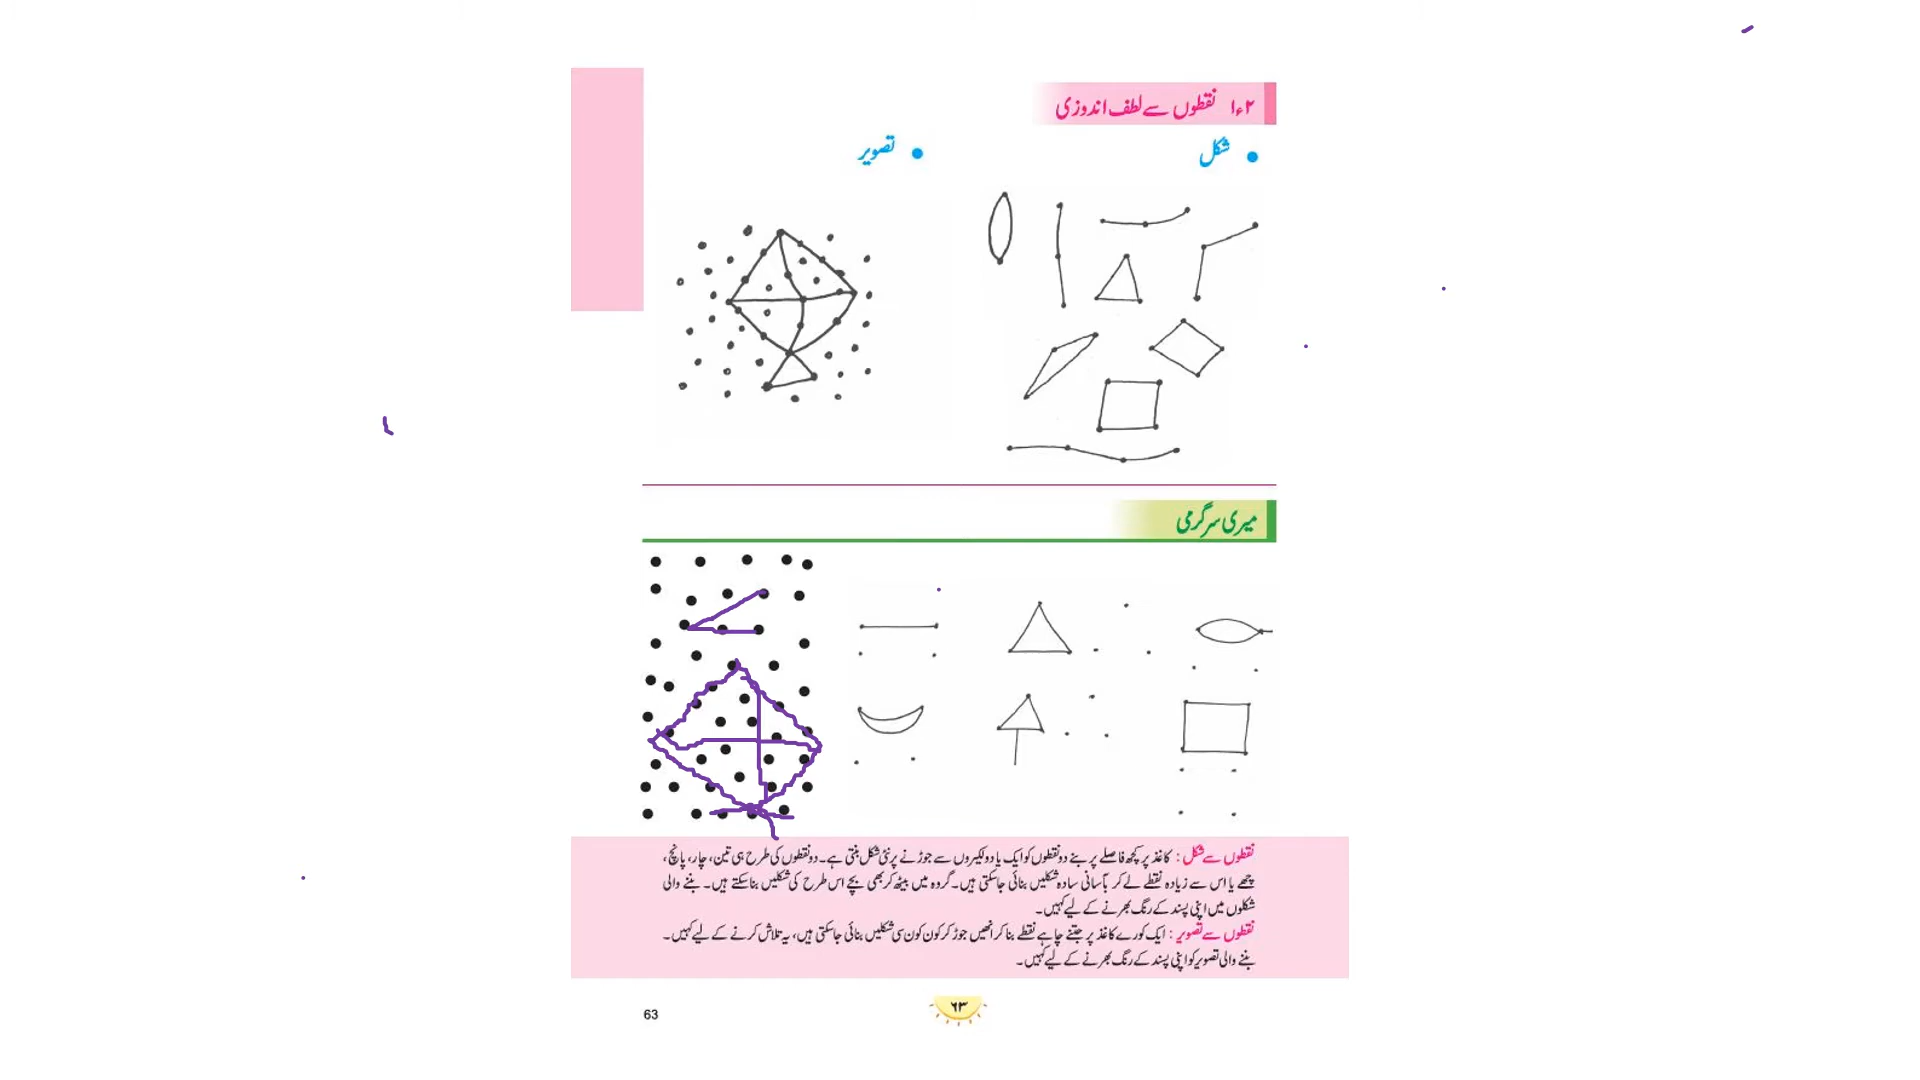 ۱ء۲ نقطوں سے لطف اندوزی
• شکل
• تصویر
میری سرگرمی
نقطوں سے شکل : کاغذ پر کچھ فاصلے پر بنے دو نقطوں کو ایک یا دو لکیروں سے جوڑنے پر نئی شکل بنتی ہے۔ دو نقطوں کی طرح ہی تین، چار، پانچ،
چھے یا اس سے زیادہ نقطے لے کر بآسانی سادہ شکلیں بنائی جاسکتی ہیں۔ گروہ میں بیٹھ کر بھی بچے اس طرح کی شکلیں بنا سکتے ہیں۔ بننے والی
شکلوں میں اپنی پسند کے رنگ بھرنے کے لیے کہیں۔
نقطوں سے تصویر : ایک کورے کاغذ پر جتنے چاہے نقطے بنا کر انھیں جوڑ کر کون کون سی شکلیں بنائی جاسکتی ہیں، یہ تلاش کرنے کے لیے کہیں۔
بننے والی تصویر کو اپنی پسند کے رنگ بھرنے کے لیے کہیں۔
۶۳
63